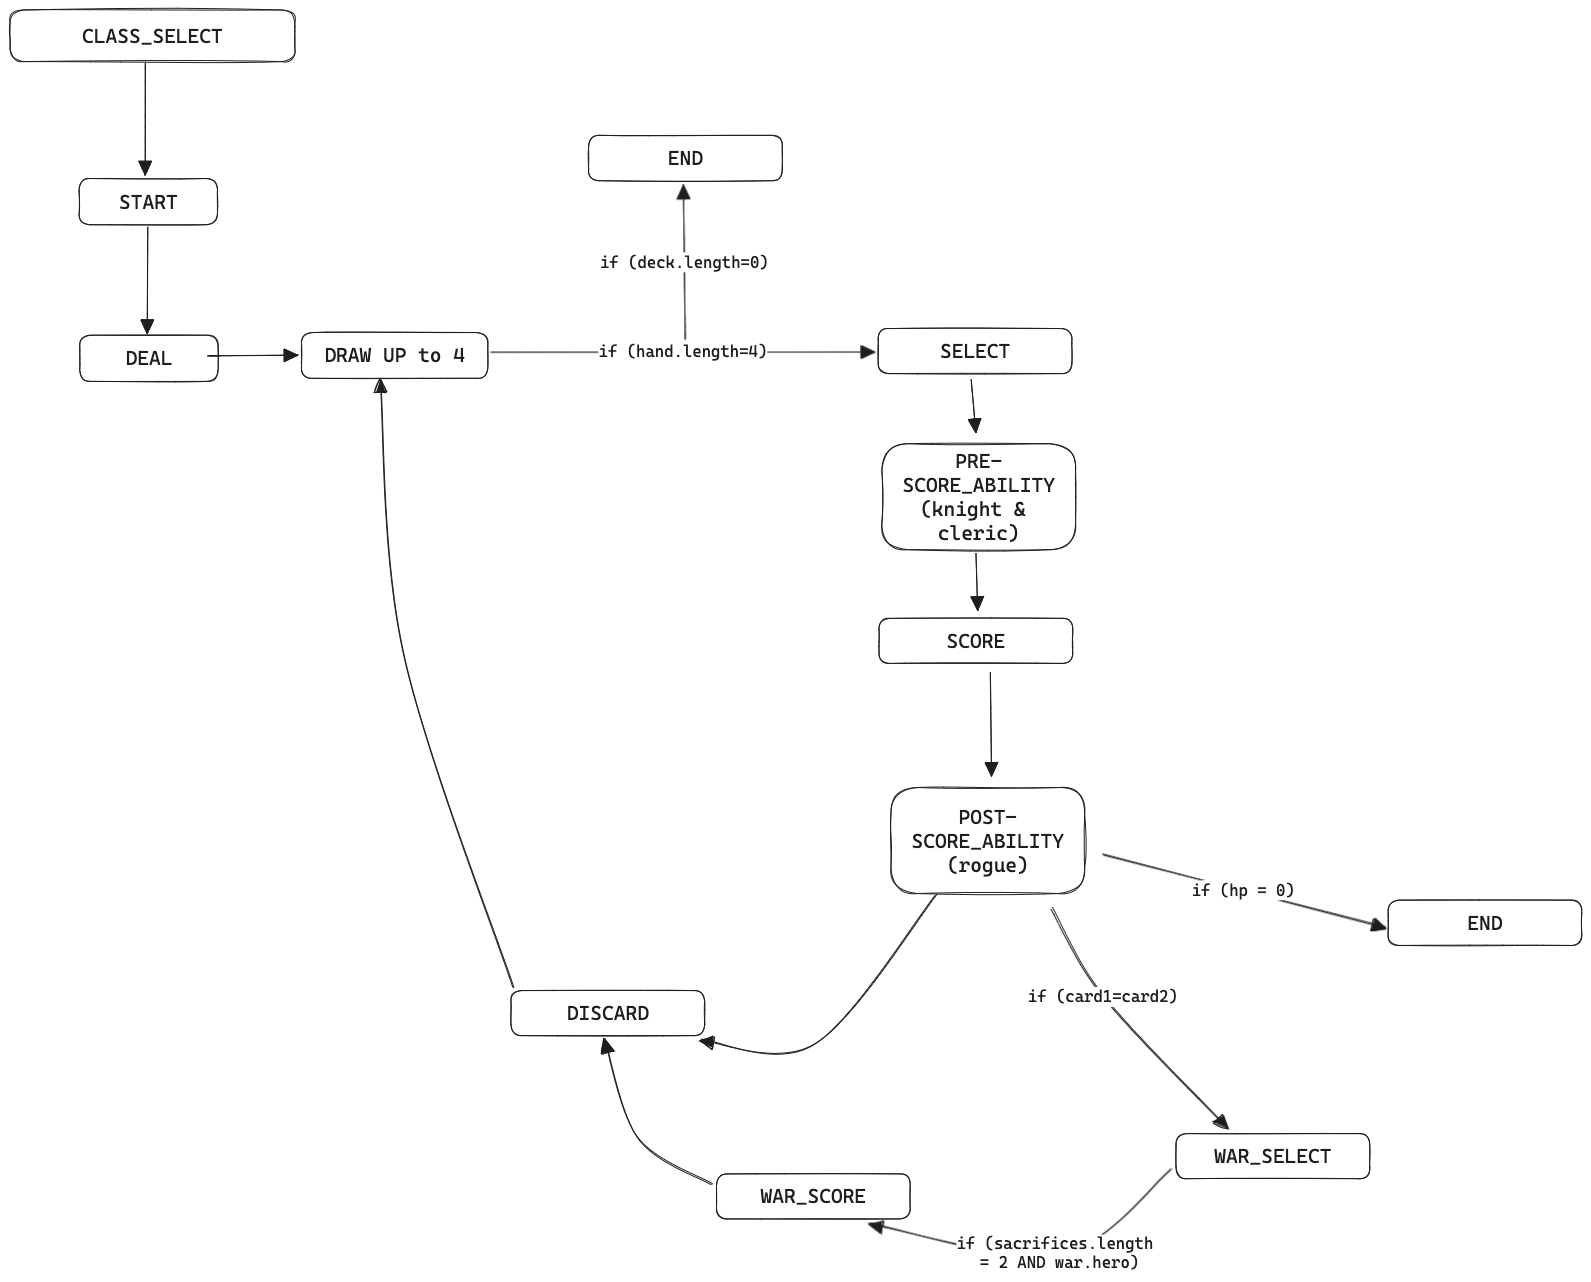 CLASS_SELECT
START
DEAL
DRAW UP to 4
END
if (deck.length=0)
if (hand.length=4)
SELECT
PRE-
SCORE_ABILITY
(knight &
cleric)
SCORE
POST-
SCORE_ABILITY
(rogue)
if (hp = 0)
END
if (card1=card2)
DISCARD
WAR_SELECT
WAR_SCORE
if (sacrifices.length
= 2 AND war.hero)